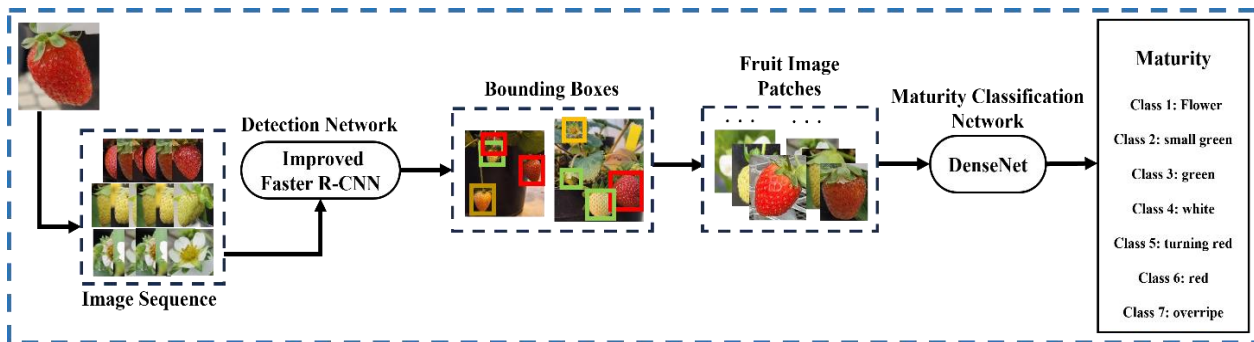 Image Sequence
Detection Network
Improved
Faster R-CNN
Bounding Boxes
Fruit Image
Patches
. . .
. . .
Maturity Classification
Network
DenseNet
Maturity
Class 1: Flower
Class 2: small green
Class 3: green
Class 4: white
Class 5: turning red
Class 6: red
Class 7: overripe